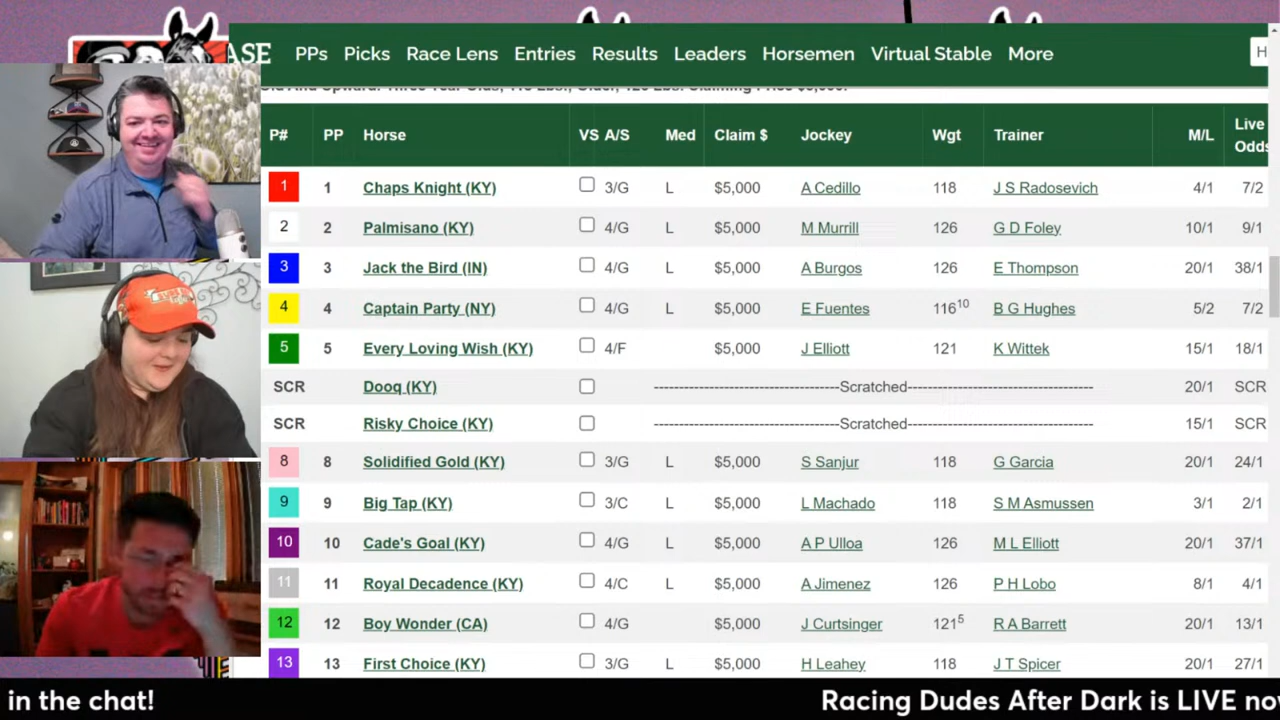 ASE PPs Picks Race Lens Entries Results Leaders Horsemen Virtual Stable More H
P# PP Horse VS A/S Med Claim $ Jockey Wgt Trainer M/L Live Odds
1 1 Chaps Knight (KY) 3/G L $5,000 A Cedillo 118 J S Radosevich 4/1 7/2
2 2 Palmisano (KY) 4/G L $5,000 M Murrill 126 G D Foley 10/1 9/1
3 3 Jack the Bird (IN) 4/G L $5,000 A Burgos 126 E Thompson 20/1 38/1
4 4 Captain Party (NY) 4/G L $5,000 E Fuentes 116¹⁰ B G Hughes 5/2 7/2
5 5 Every Loving Wish (KY) 4/F $5,000 J Elliott 121 K Wittek 15/1 18/1
SCR Dooq (KY) ---Scratched--- 20/1 SCR
SCR Risky Choice (KY) ---Scratched--- 15/1 SCR
8 8 Solidified Gold (KY) 3/G L $5,000 S Sanjur 118 G Garcia 20/1 24/1
9 9 Big Tap (KY) 3/C L $5,000 L Machado 118 S M Asmussen 3/1 2/1
10 10 Cade's Goal (KY) 4/G L $5,000 A P Ulloa 126 M L Elliott 20/1 37/1
11 11 Royal Decadence (KY) 4/C L $5,000 A Jimenez 126 P H Lobo 8/1 4/1
12 12 Boy Wonder (CA) 4/G $5,000 J Curtsinger 121⁵ R A Barrett 20/1 13/1
13 13 First Choice (KY) 3/G L $5,000 H Leahey 118 J T Spicer 20/1 27/1
in the chat! Racing Dudes After Dark is LIVE no